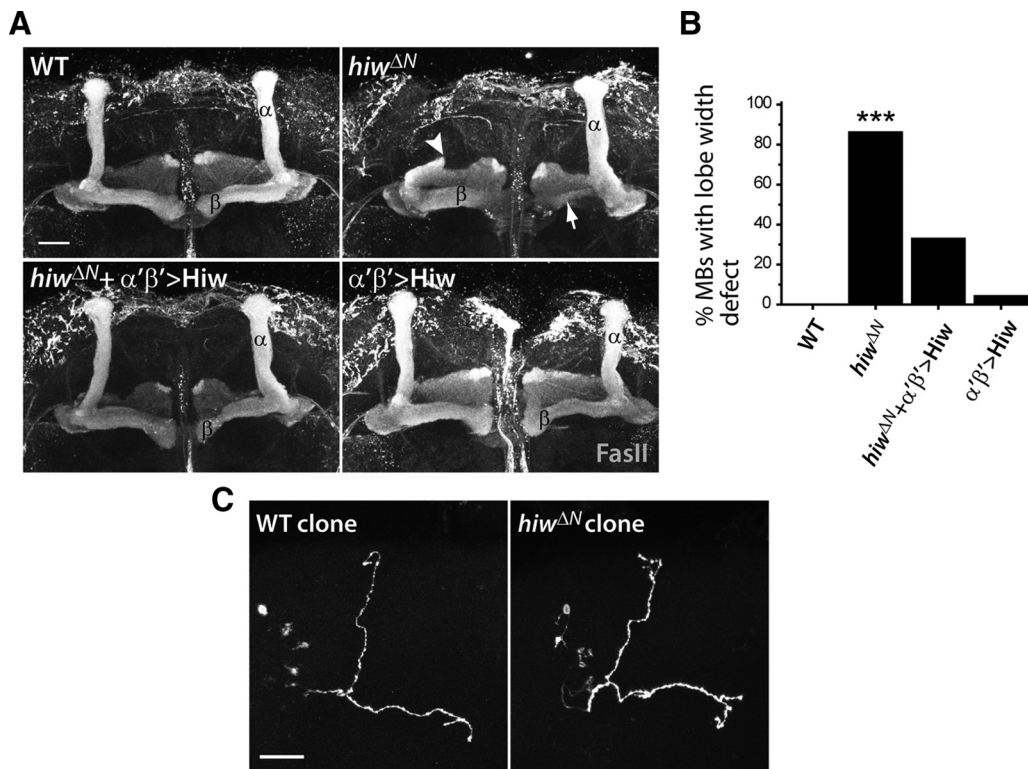 A
WT
α
β
hiwΔN
α
β
hiwΔN + α′β′>Hiw
α
β
α′β′>Hiw
α
β
FasII
B
% MBs with lobe width
defect
100
80
60
40
20
0
***
WT
hiwΔN
hiwΔN+α′β′>Hiw
α′β′>Hiw
C
WT clone
hiwΔN clone